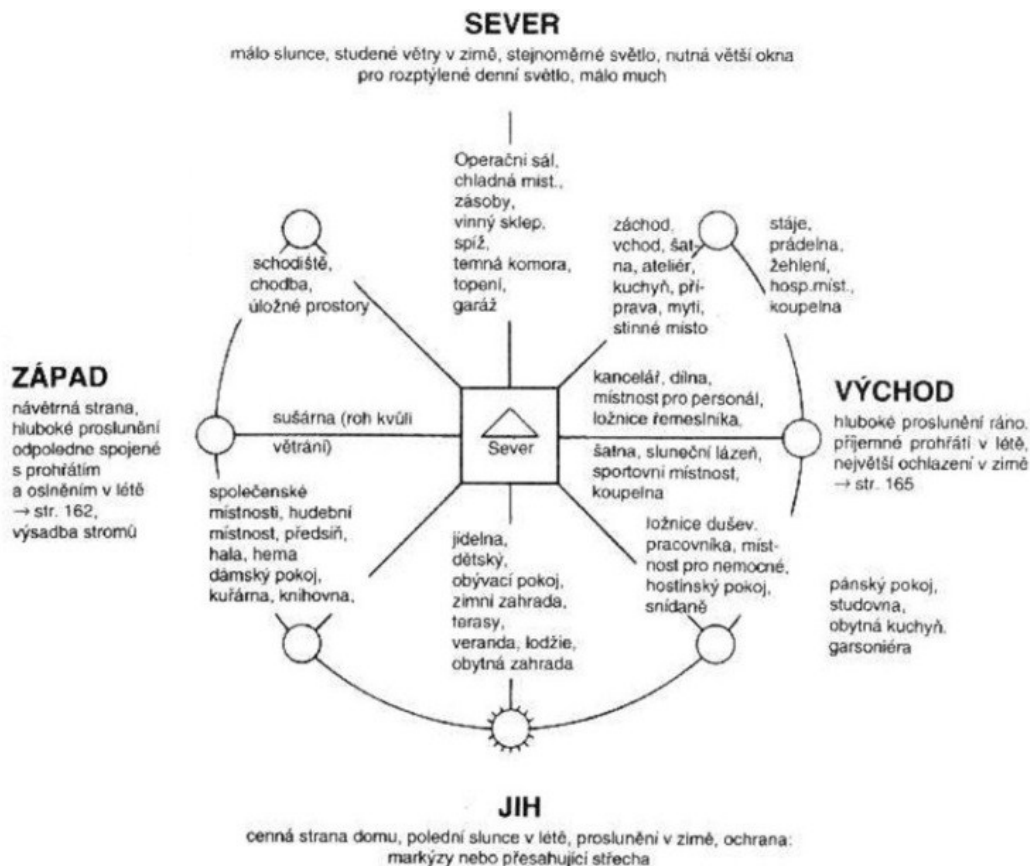 SEVER
málo slunce, studené větry v zimě, stejnoměrné světlo, nutná větší okna
pro rozptýlené denní světlo, málo much
Operační sál,
chladná míst.,
zásoby,
vinný sklep,
spíž,
temná komora,
topení,
garáž
záchod,
vchod, šat-
na, ateliér,
kuchyň, pří-
prava, mytí,
stinné místo
stáje,
prádelna,
žehlení,
hosp.míst.,
koupelna
schodiště,
chodba,
úložné prostory
ZÁPAD
návětrná strana,
hluboké proslunění
odpoledne spojené
s prohřátím
a oslněním v létě
→ str. 162,
výsadba stromů
sušárna (roh kvůli
větrání)
Sever
kancelář, dílna,
místnost pro personál,
ložnice řemeslníka,
šatna, sluneční lázeň,
sportovní místnost,
koupelna
VÝCHOD
hluboké proslunění ráno,
příjemné prohřátí v létě,
největší ochlazení v zimě
→ str. 165
společenské
místnosti, hudební
místnost, předsíň,
hala, herna
dámský pokoj,
kuřárna, knihovna,
jídelna,
dětský,
obývací pokoj,
zimní zahrada,
terasy,
veranda, lodžie,
obytná zahrada
ložnice dušev.
pracovníka, míst-
nost pro nemocné,
hostinský pokoj,
snídaně
pánský pokoj,
studovna,
obytná kuchyň,
garsoniéra
JIH
cenná strana domu, polední slunce v létě, proslunění v zimě, ochrana:
markýzy nebo přesahující střecha